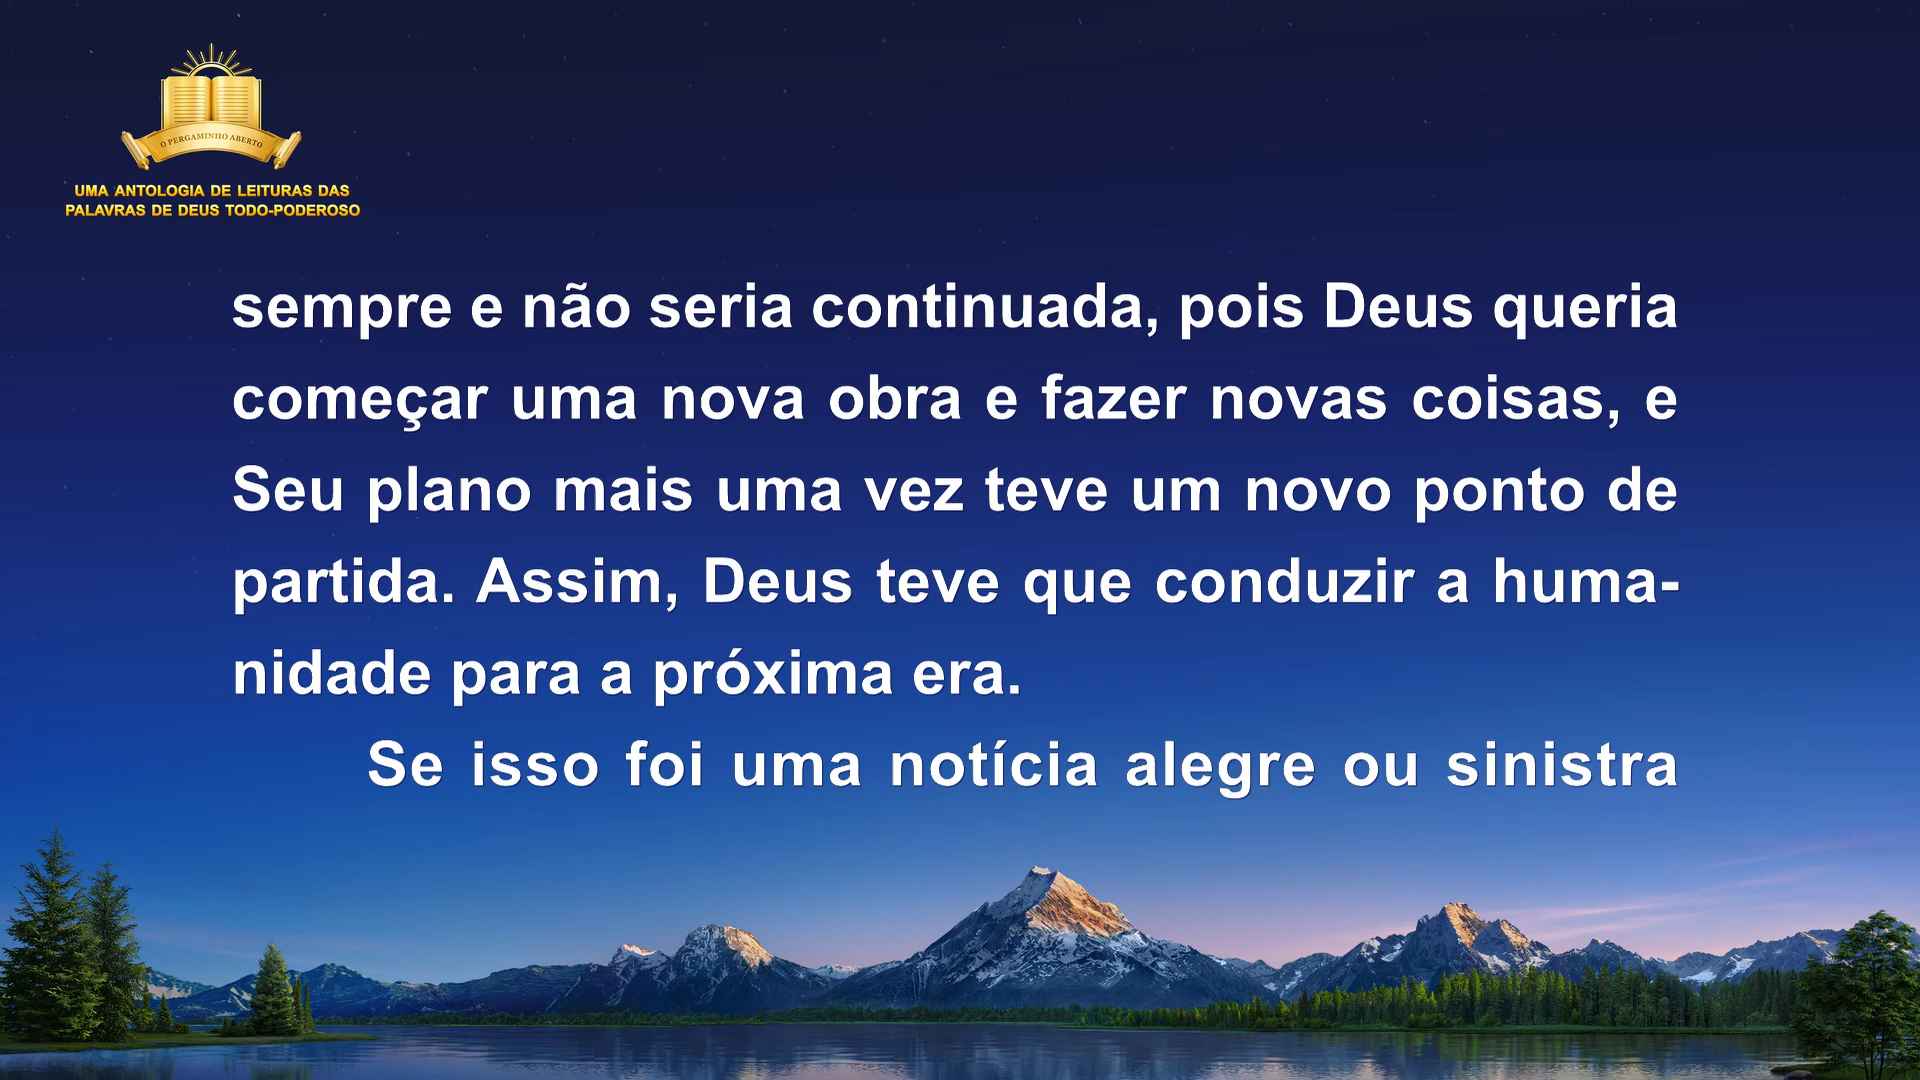 O PERGAMINHO ABERTO
UMA ANTOLOGIA DE LEITURAS DAS
PALAVRAS DE DEUS TODO-PODEROSO
sempre e não seria continuada, pois Deus queria
começar uma nova obra e fazer novas coisas, e
Seu plano mais uma vez teve um novo ponto de
partida. Assim, Deus teve que conduzir a huma-
nidade para a próxima era.
Se isso foi uma notícia alegre ou sinistra